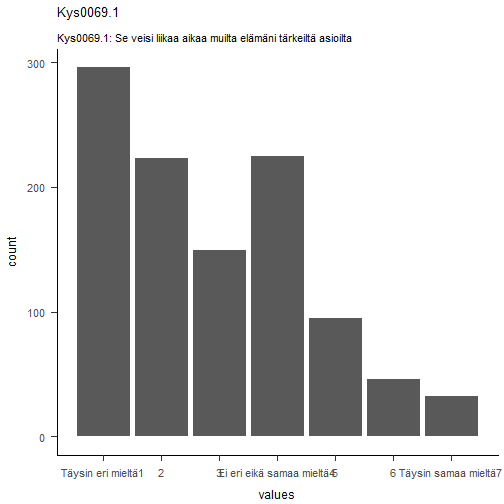 Kys0069.1
Kys0069.1: Se veisi liikaa aikaa muilta elämäni tärkeiltä asioilta
300
200
100
0
count
Täysin eri mieltä1 2 3 Ei eri eikä samaa mieltä4 5 6 Täysin samaa mieltä7
values